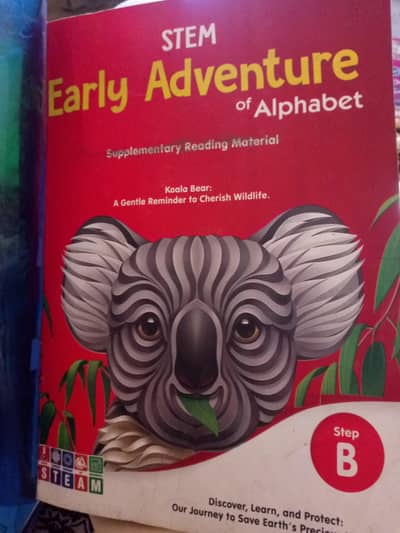 STEM
Early Adventure
of Alphabet
Supplementary Reading Material
Koala Bear:
A Gentle Reminder to Cherish Wildlife.
Step
B
STEAM
Discover, Learn, and Protect:
Our Journey to Save Earth's